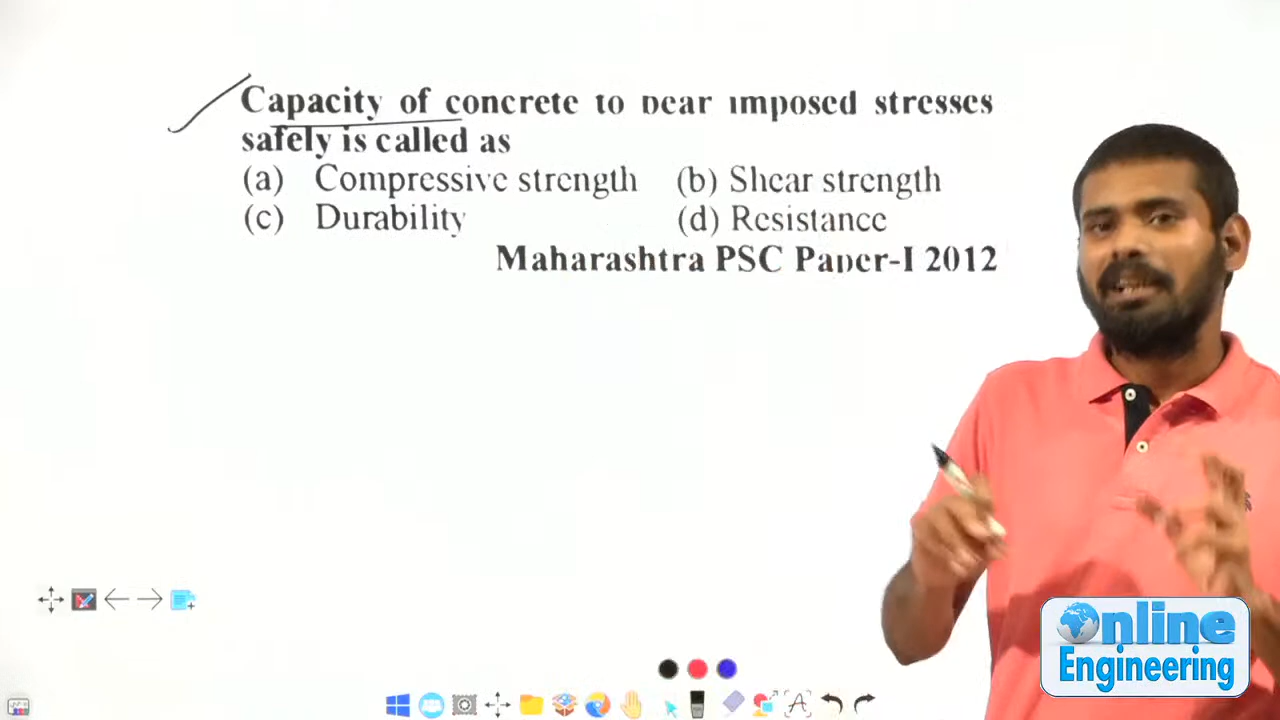 Capacity of concrete to bear imposed stresses
safely is called as
(a) Compressive strength (b) Shear strength
(c) Durability (d) Resistance
Maharashtra PSC Paper-I 2012
Online
Engineering